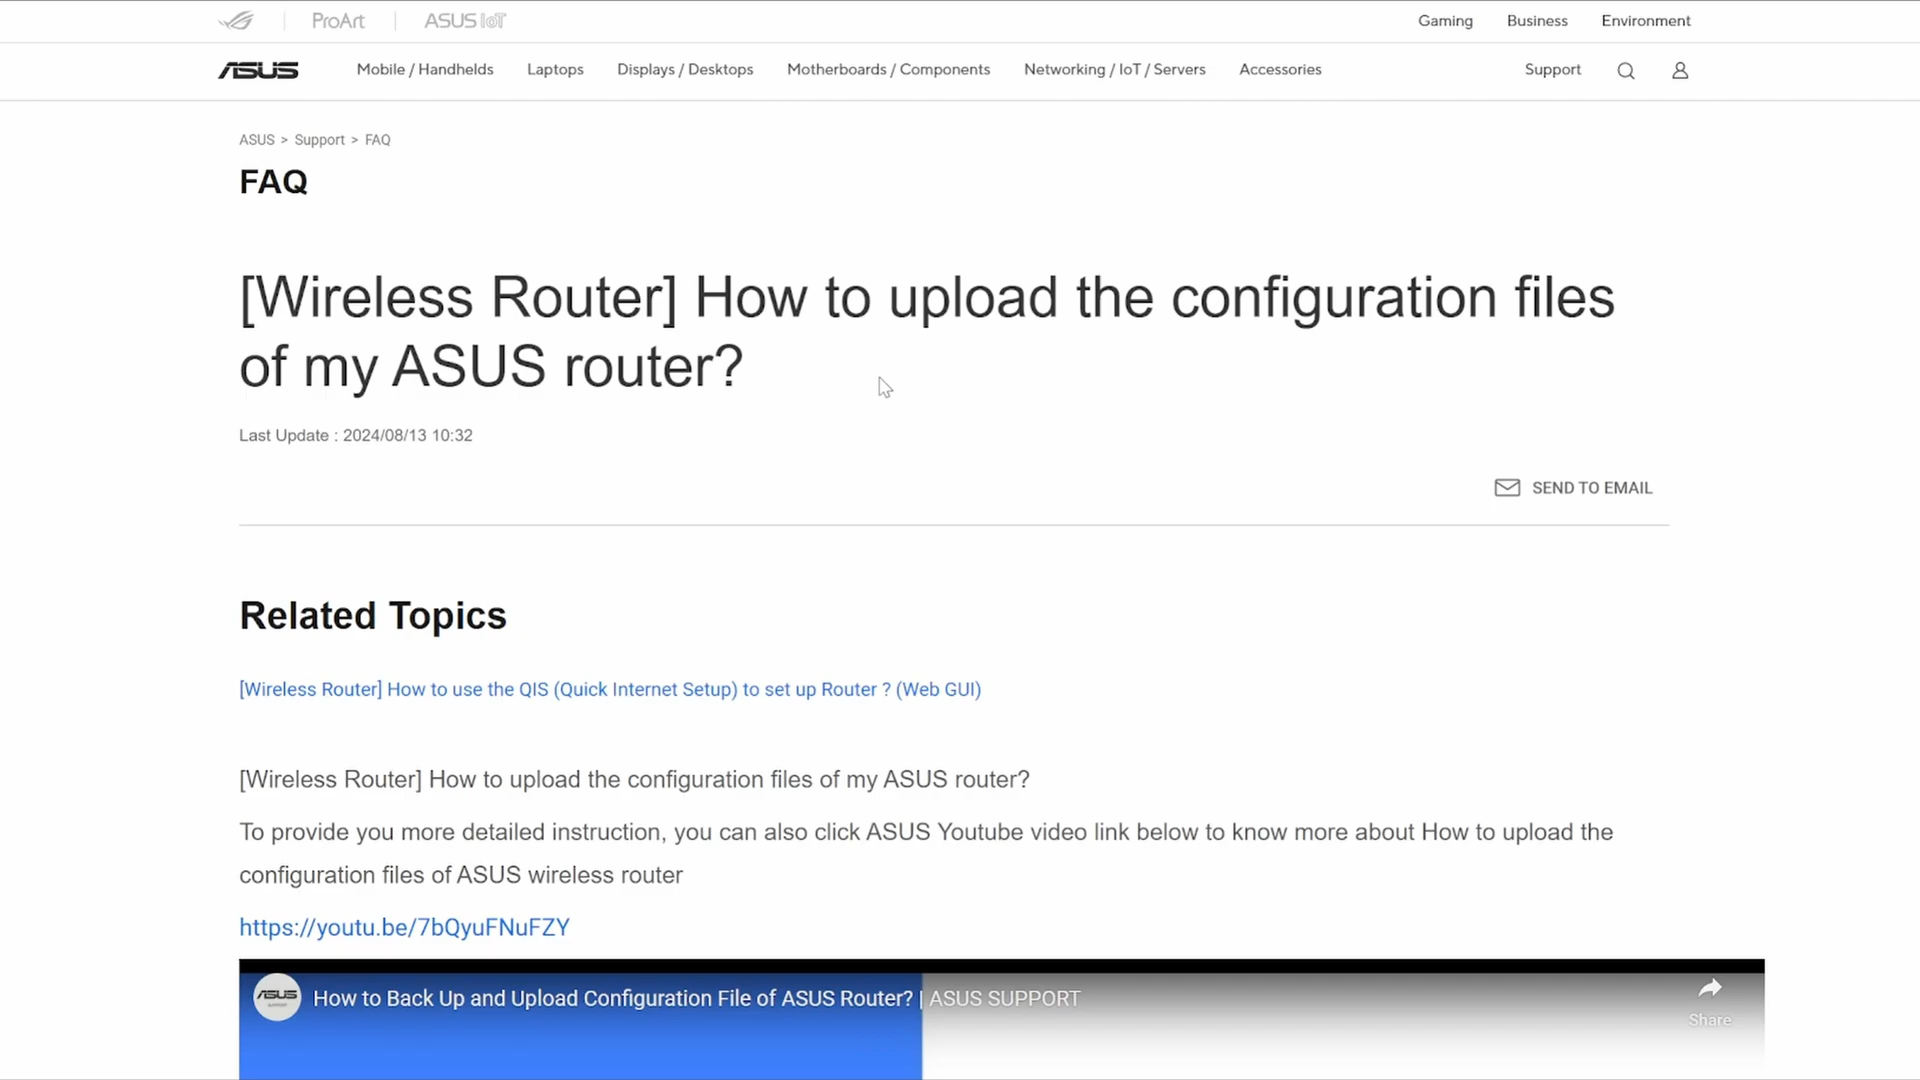 ProArt
ASUS IoT
Gaming
Business
Environment
ASUS
Mobile / Handhelds
Laptops
Displays / Desktops
Motherboards / Components
Networking / IoT / Servers
Accessories
Support
ASUS > Support > FAQ
FAQ
[Wireless Router] How to upload the configuration files
of my ASUS router?
Last Update : 2024/08/13 10:32
SEND TO EMAIL
Related Topics
[Wireless Router] How to use the QIS (Quick Internet Setup) to set up Router ? (Web GUI)
[Wireless Router] How to upload the configuration files of my ASUS router?
To provide you more detailed instruction, you can also click ASUS Youtube video link below to know more about How to upload the
configuration files of ASUS wireless router
https://youtu.be/7bQyuFNuFZY
ASUS
How to Back Up and Upload Configuration File of ASUS Router? | ASUS SUPPORT
Share